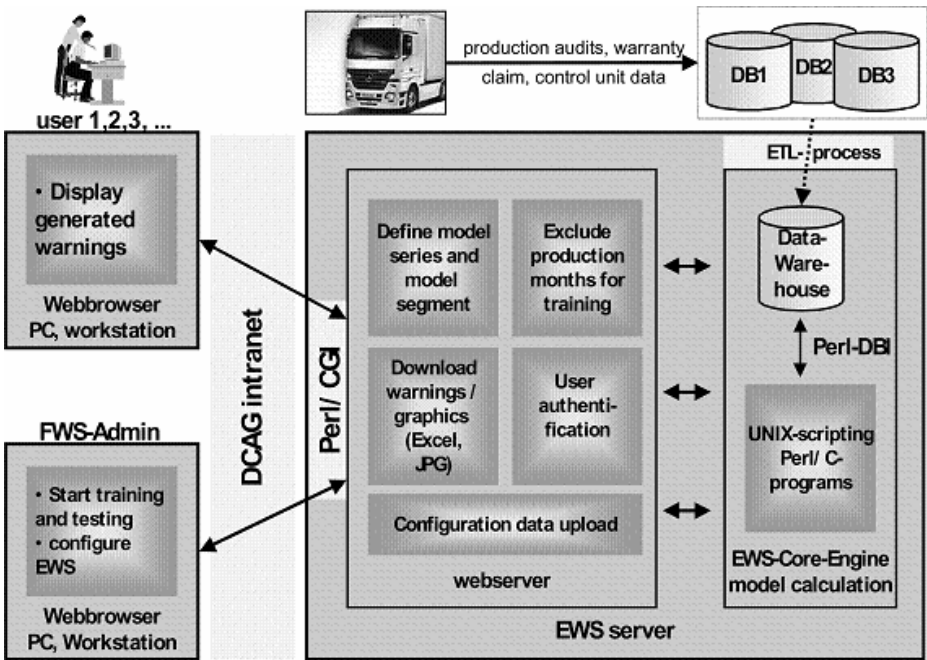 production audits, warranty
claim, control unit data
DB1
DB2
DB3
user 1,2,3, ...
• Display
generated
warnings
Webbrowser
PC, workstation
FWS-Admin
• Start training
and testing
• configure
EWS
Webbrowser
PC, Workstation
DCAG intranet
Perl/ CGI
Define model
series and
model
segment
Exclude
production
months for
training
Download
warnings /
graphics
(Excel,
JPG)
User
authenti-
fification
Configuration data upload
webserver
EWS server
ETL- process
Data-
Ware-
house
Perl-DBI
UNIX-scripting
Perl/ C-
programs
EWS-Core-Engine
model calculation